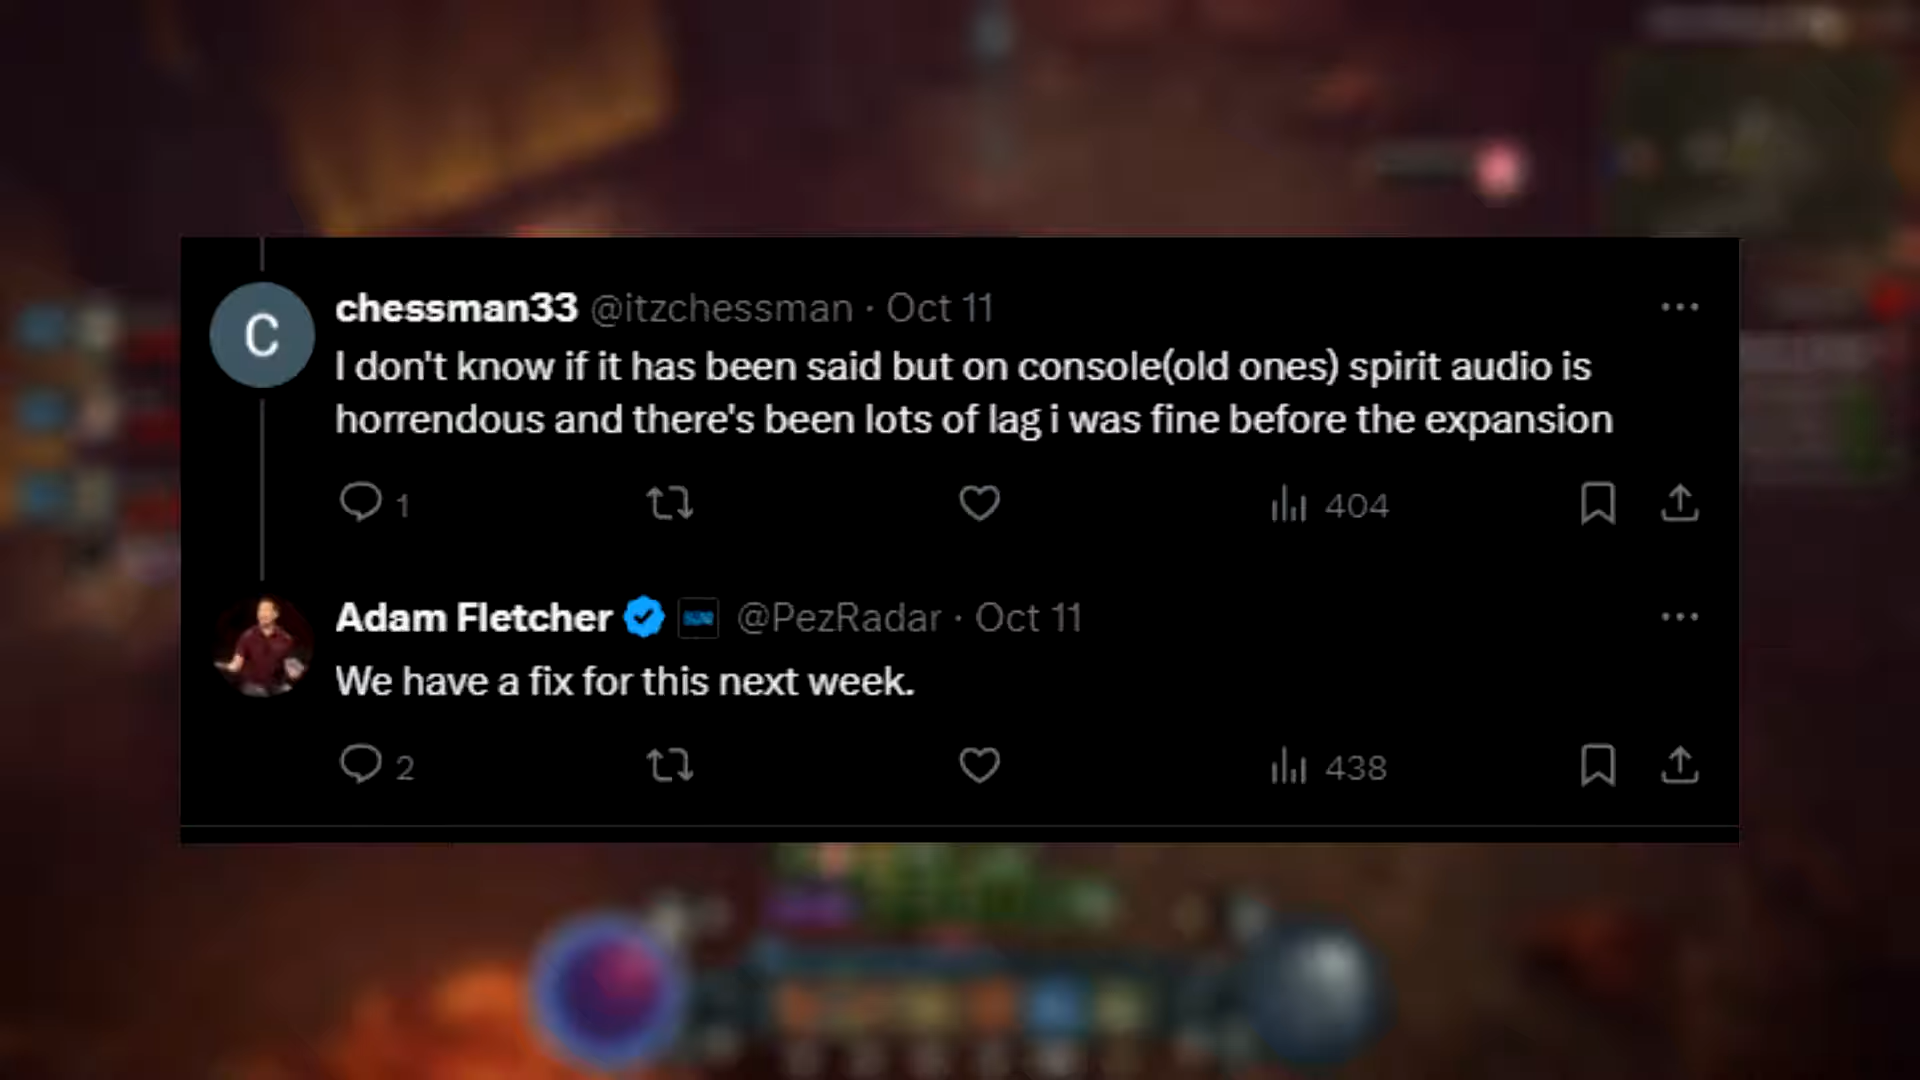 C
chessman33 @itzchessman · Oct 11
I don't know if it has been said but on console(old ones) spirit audio is
horrendous and there's been lots of lag i was fine before the expansion
1 404
Adam Fletcher @PezRadar · Oct 11
We have a fix for this next week.
2 438